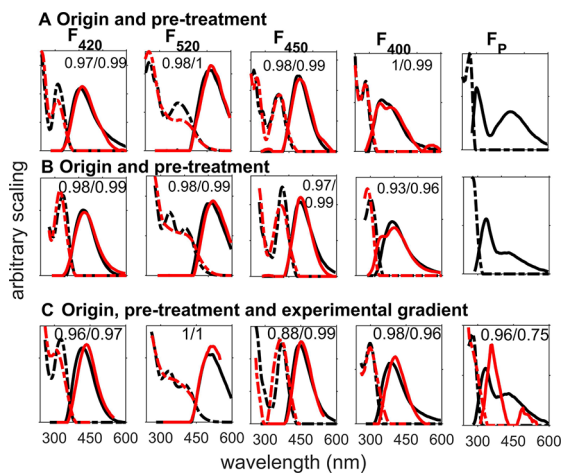 A Origin and pre-treatment
F420 F520 F450 F400 FP
0.97/0.99 0.98/1 0.98/0.99 1/0.99
B Origin and pre-treatment
0.98/0.99 0.98/0.99 0.97/0.99 0.93/0.96
arbitrary scaling
C Origin, pre-treatment and experimental gradient
0.96/0.97 1/1 0.88/0.99 0.98/0.96 0.96/0.75
300 450 600 300 450 600 300 450 600 300 450 600 300 450 600
wavelength (nm)